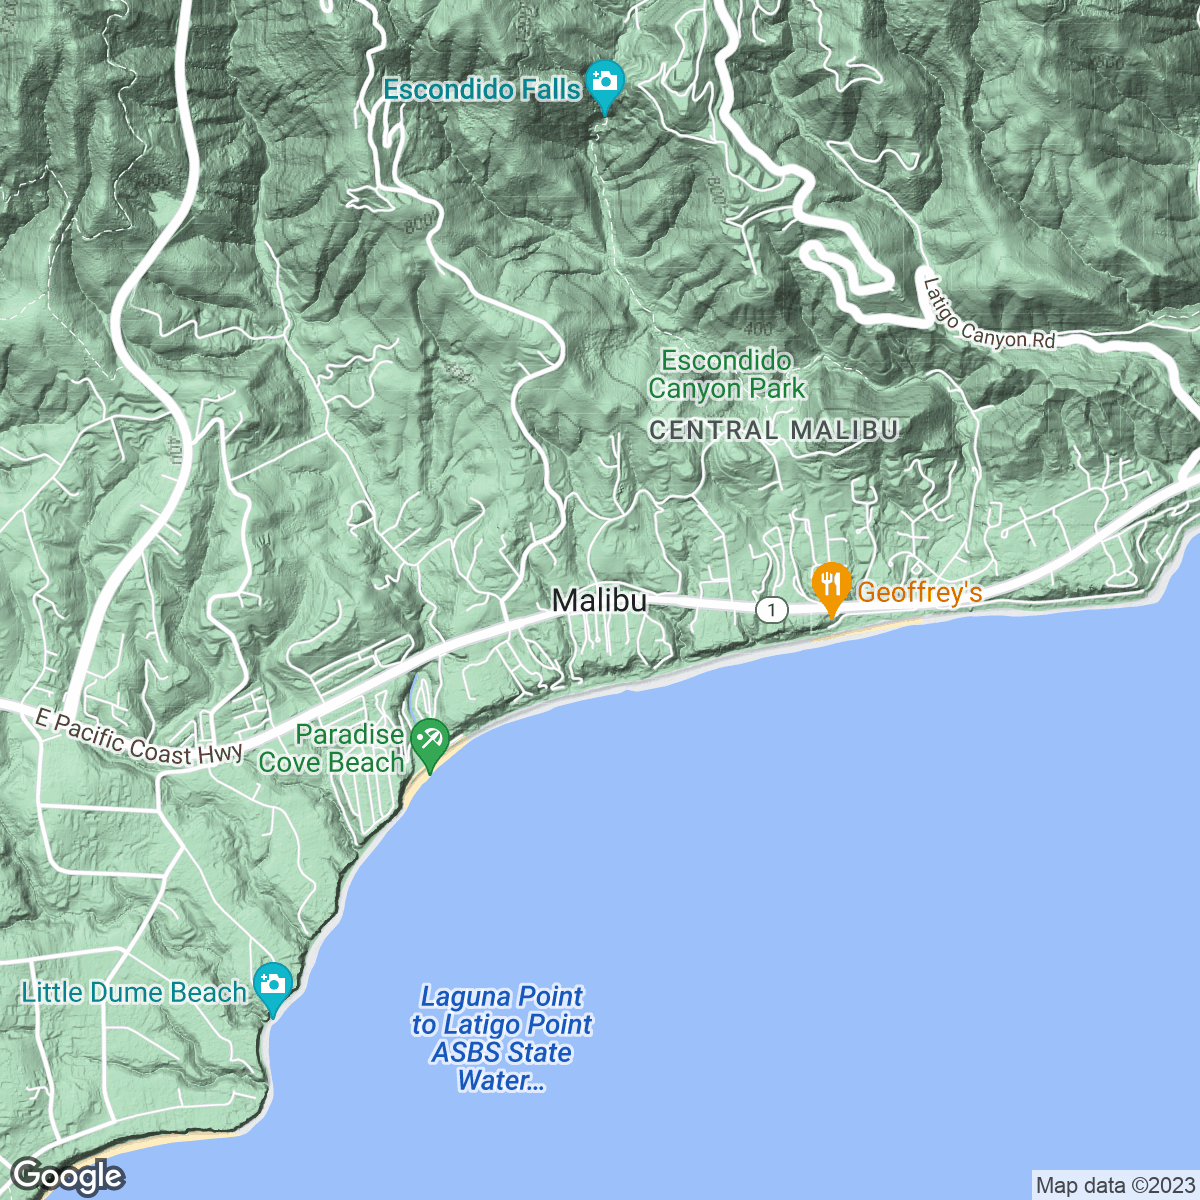 Escondido Falls
800
800
400
Latigo Canyon Rd
Escondido
Canyon Park
CENTRAL MALIBU
400
Malibu
1
Geoffrey's
E Pacific Coast Hwy
Paradise
Cove Beach
Little Dume Beach
Laguna Point
to Latigo Point
ASBS State
Water...
Google
Map data ©2023